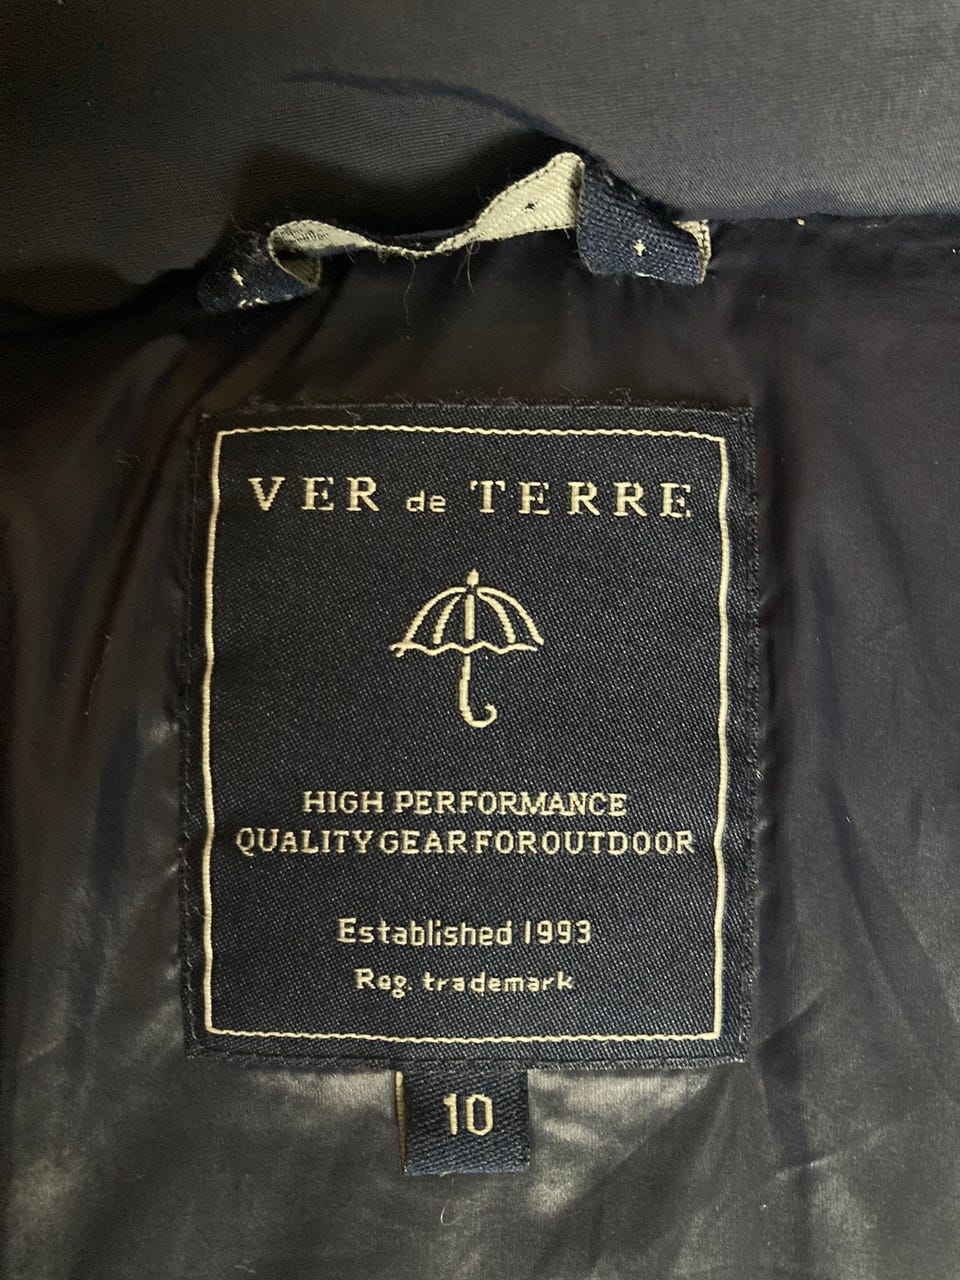 VER de TERRE
HIGH PERFORMANCE
QUALITY GEAR FOR OUTDOOR
Established 1993
Reg. trademark
10